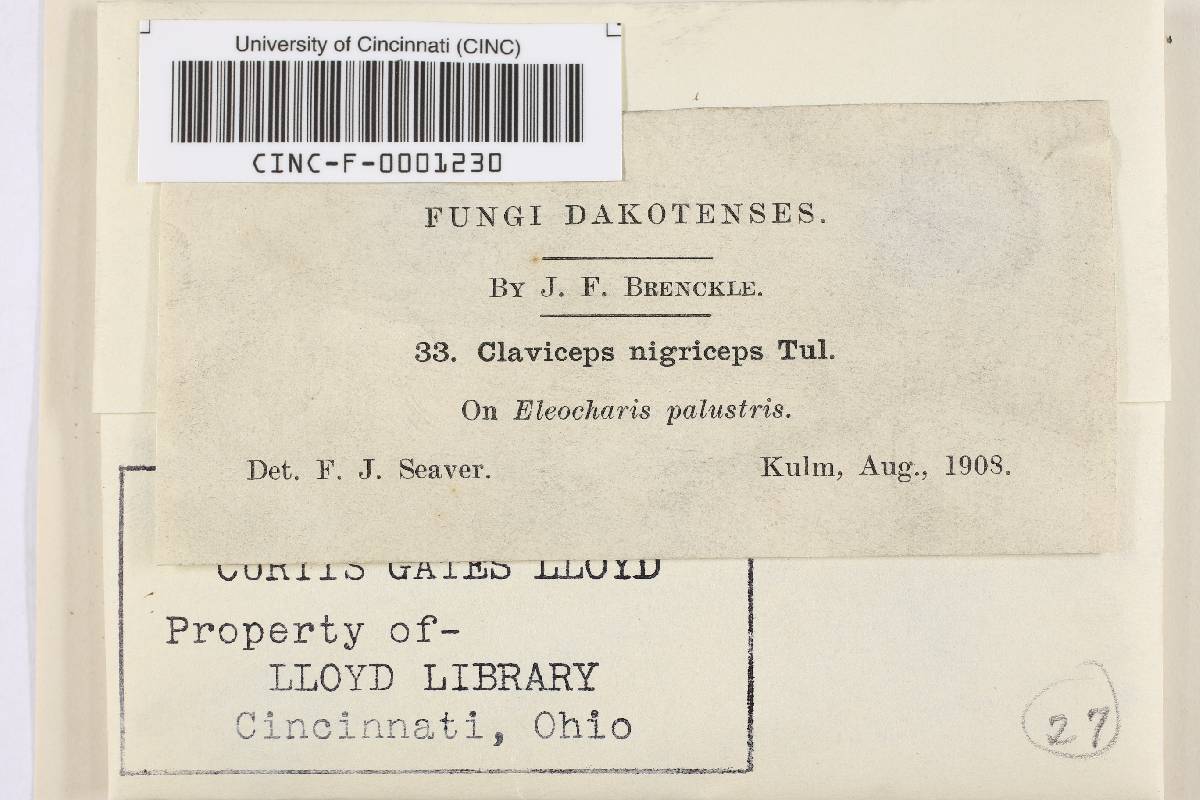 University of Cincinnati (CINC)
CINC-F-0001230
FUNGI DAKOTENSES.
By J. F. Brenckle.
33. Claviceps nigriceps Tul.
On Eleocharis palustris.
Det. F. J. Seaver. Kulm, Aug., 1908.
CURTIS GATES LLOYD
Property of-
LLOYD LIBRARY
Cincinnati, Ohio
27